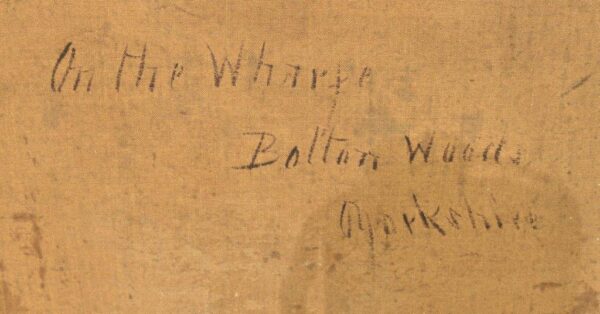 On the Wharfe
Bolton Woods
Yorkshire